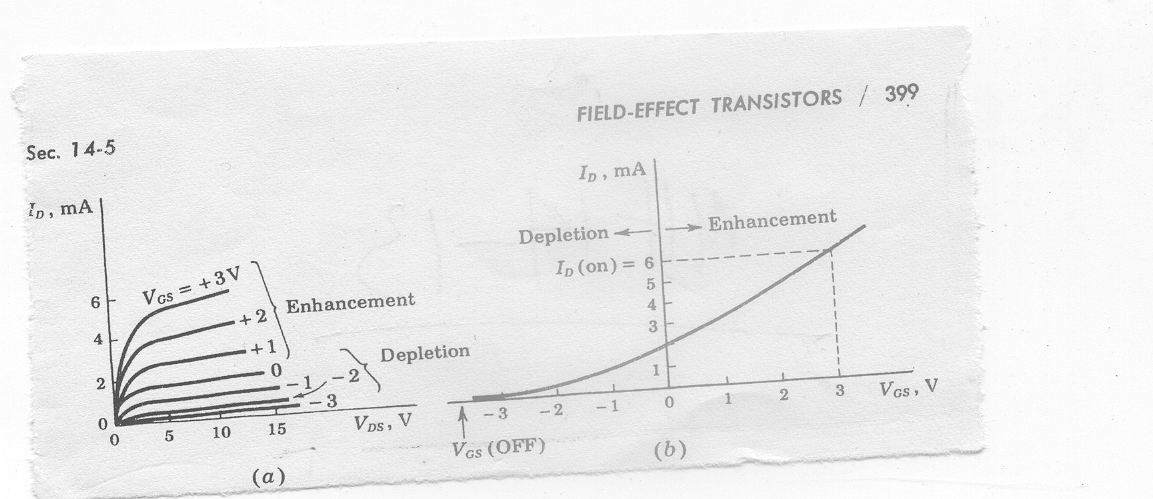 FIELD-EFFECT TRANSISTORS / 399
Sec. 14-5
I_D, mA
6
4
2
0
0
5
10
15
V_DS, V
V_GS = +3V
+2
+1
0
-1
-2
-3
Enhancement
Depletion
(a)
I_D, mA
Depletion
Enhancement
I_D (on) = 6
5
4
3
1
-3
-2
-1
0
1
2
3
V_GS, V
V_GS (OFF)
(b)